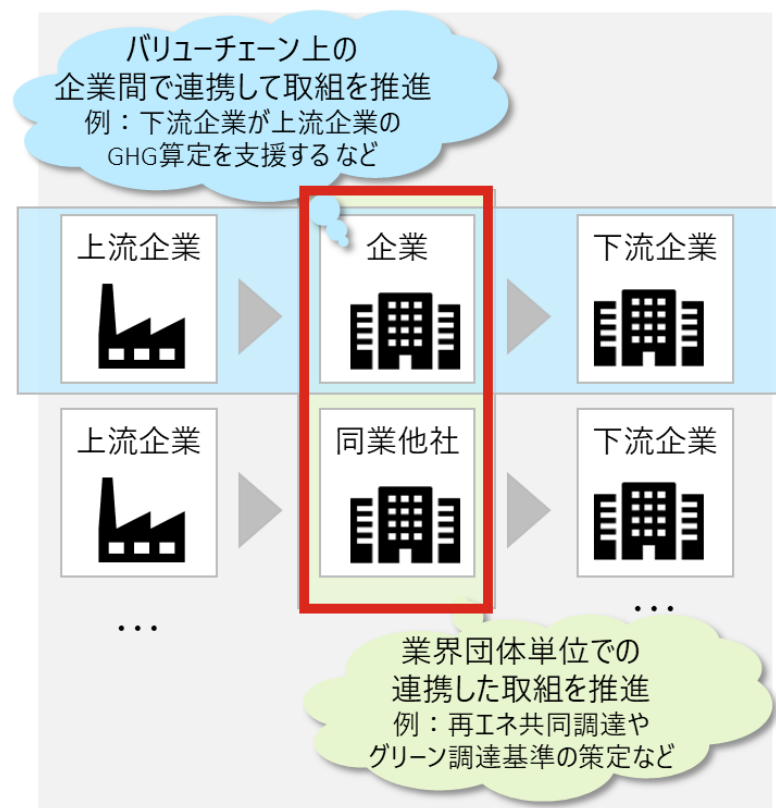 バリューチェーン上の
企業間で連携して取組を推進
例：下流企業が上流企業の
GHG算定を支援するなど
上流企業
企業
下流企業
上流企業
同業他社
下流企業
…
…
業界団体単位での
連携した取組を推進
例：再エネ共同調達や
グリーン調達基準の策定など